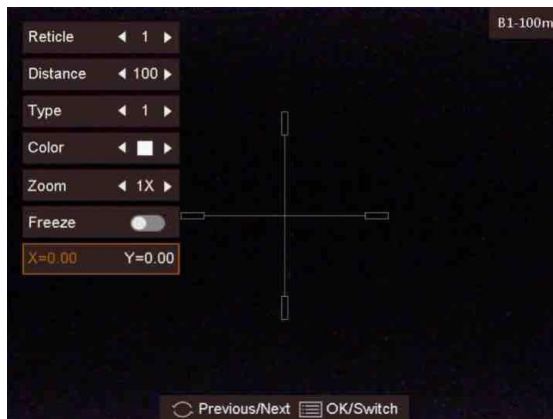 B1-100m
Reticle 1
Distance 100
Type 1
Color
Zoom 1X
Freeze
X=0.00 Y=0.00
Previous/Next OK/Switch